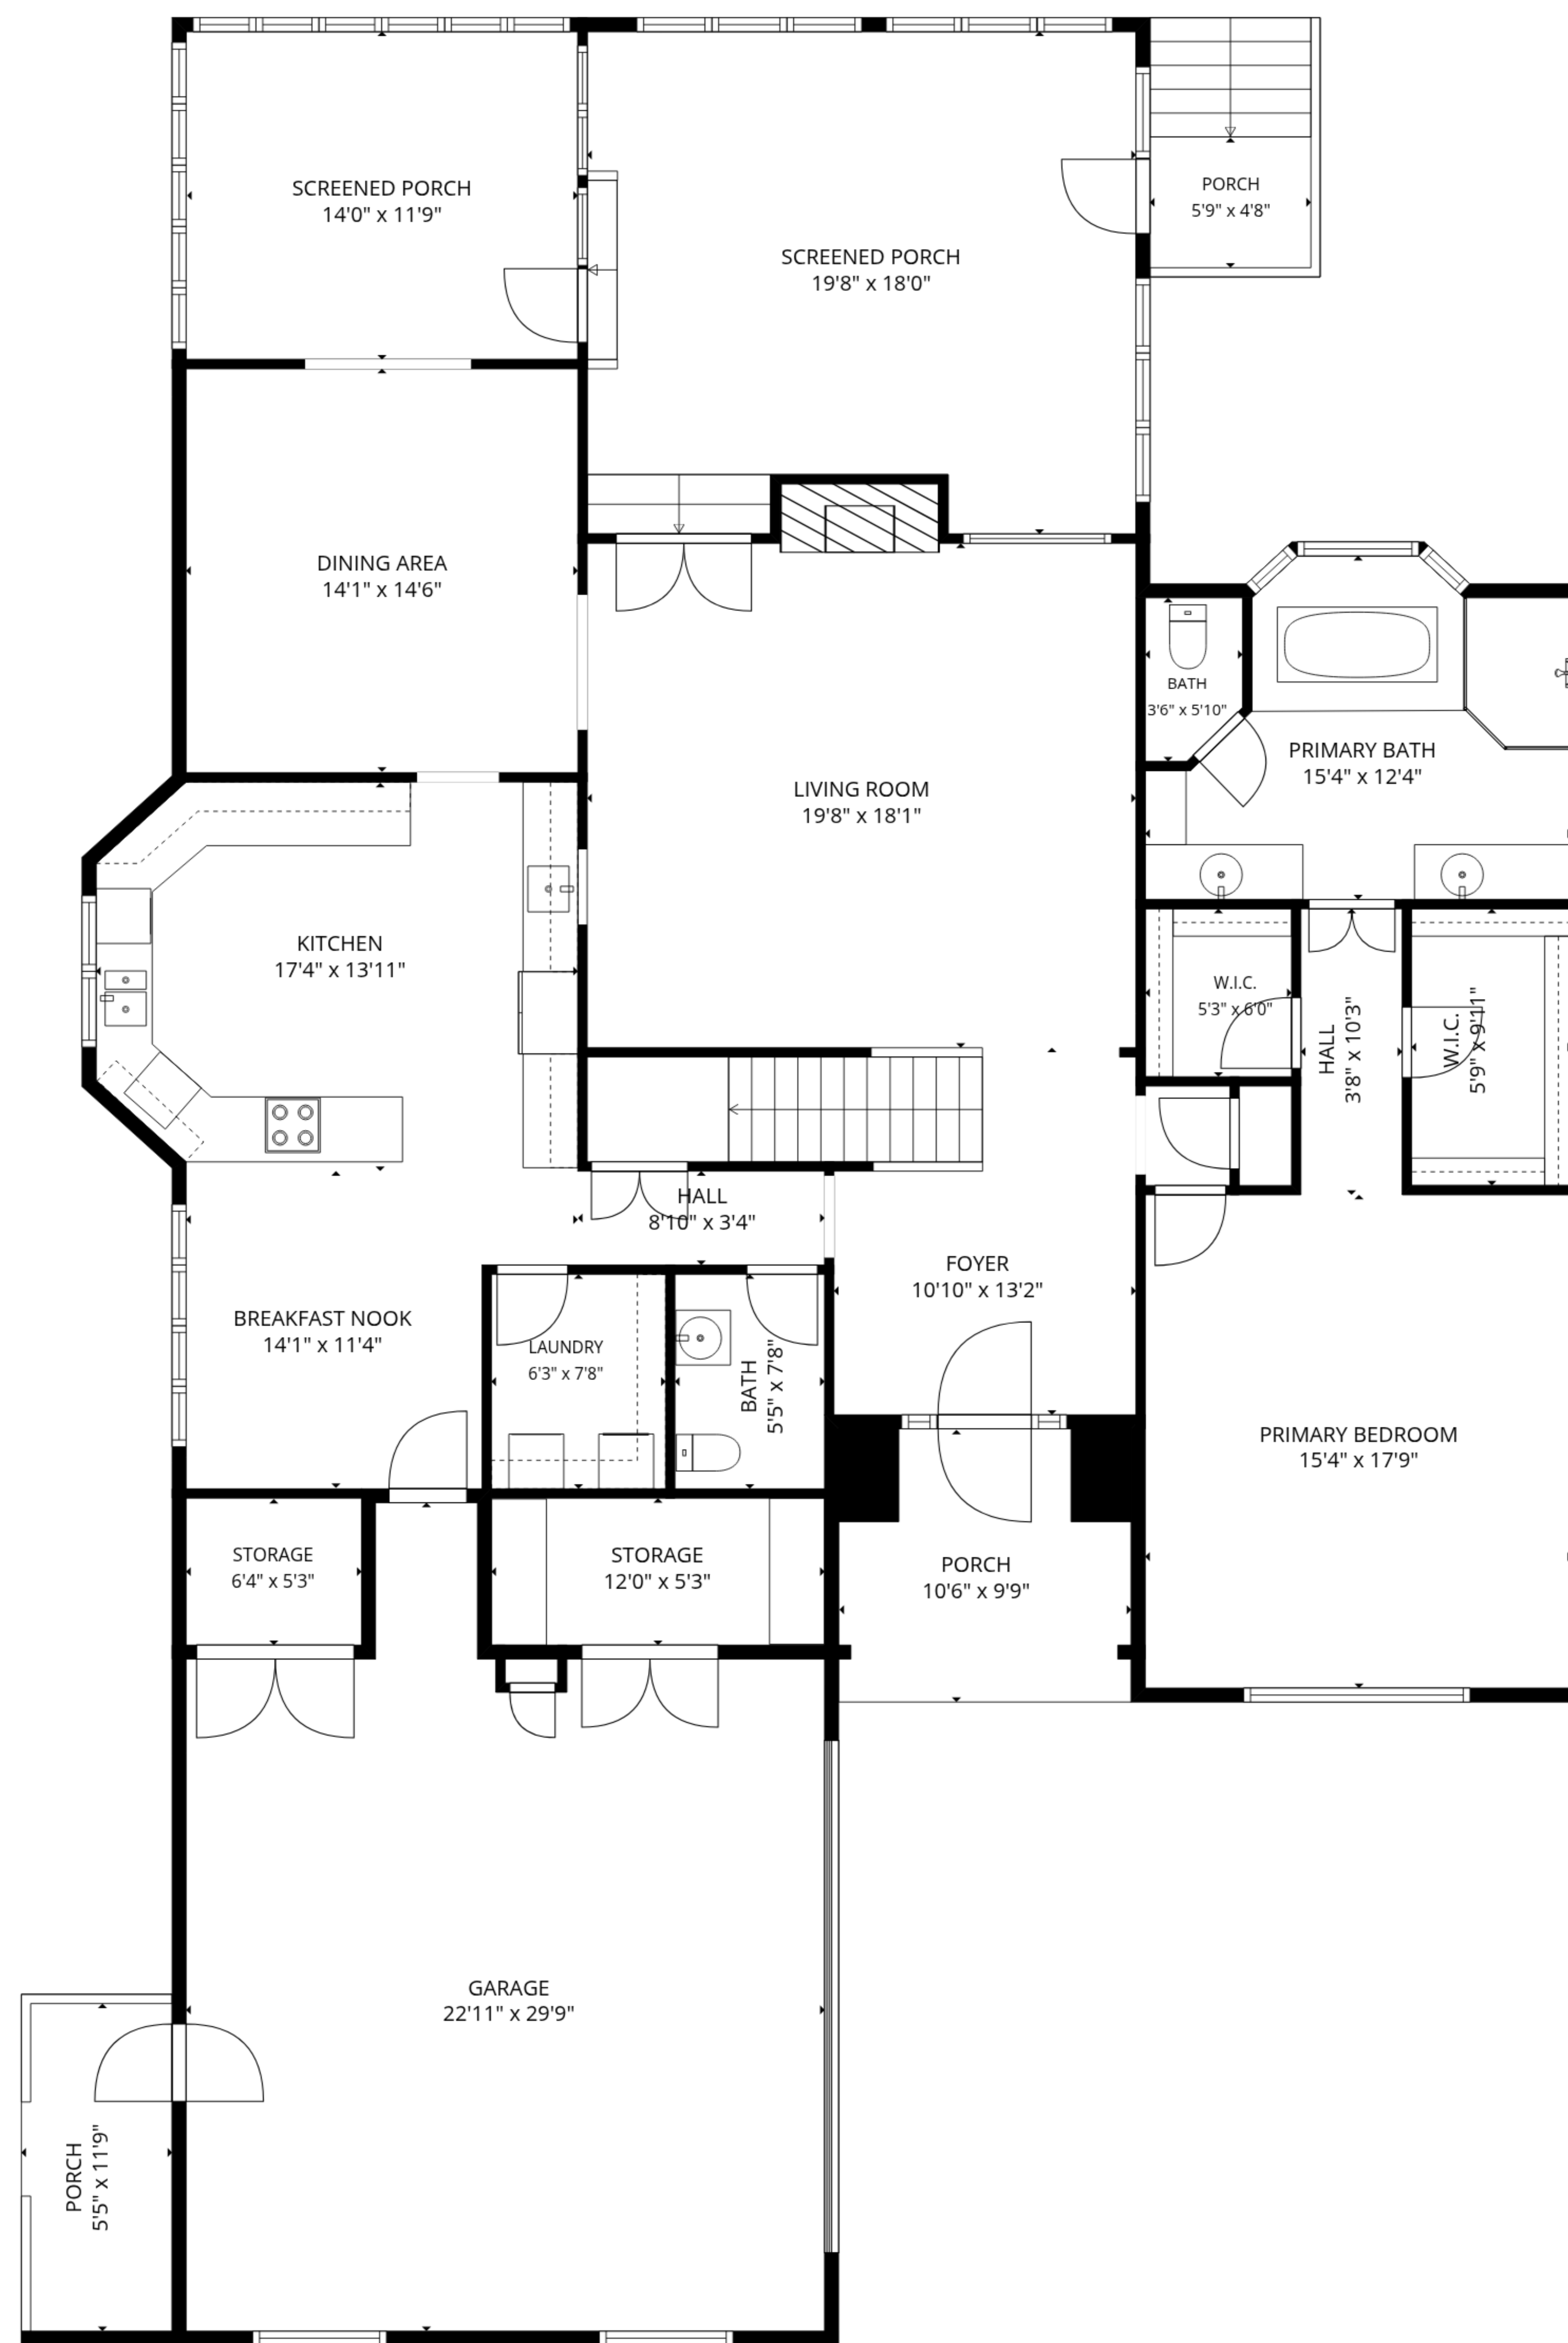 SCREENED PORCH
14'0" x 11'9"
PORCH
5'9" x 4'8"
SCREENED PORCH
19'8" x 18'0"
DINING AREA
14'1" x 14'6"
BATH
3'6" x 5'10"
PRIMARY BATH
15'4" x 12'4"
LIVING ROOM
19'8" x 18'1"
KITCHEN
17'4" x 13'11"
W.I.C.
5'3" x 6'0"
HALL
3'8" x 10'3"
W.I.C.
5'9" x 9'11"
HALL
8'10" x 3'4"
FOYER
10'10" x 13'2"
BREAKFAST NOOK
14'1" x 11'4"
LAUNDRY
6'3" x 7'8"
BATH
5'5" x 7'8"
PRIMARY BEDROOM
15'4" x 17'9"
STORAGE
6'4" x 5'3"
STORAGE
12'0" x 5'3"
PORCH
10'6" x 9'9"
GARAGE
22'11" x 29'9"
PORCH
5'5" x 11'9"